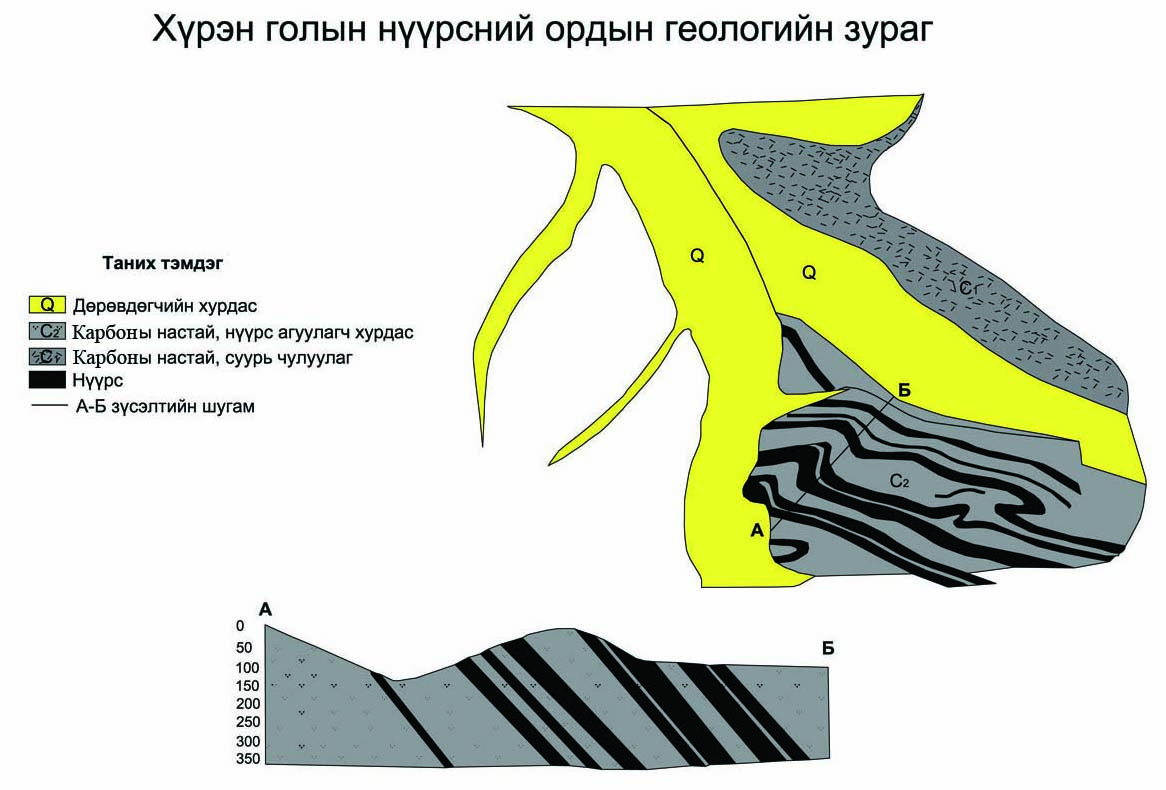 Хүрэн голын нүүрсний ордын геологийн зураг
Q
Q
C1
Б
C2
А
Таних тэмдэг
Q Дөрөвдөгчийн хурдас
C2 Карбоны настай, нүүрс агуулагч хурдас
C1 Карбоны настай, суурь чулуулаг
Нүүрс
А-Б зүсэлтийн шугам
А
Б
0
50
100
150
200
250
300
350